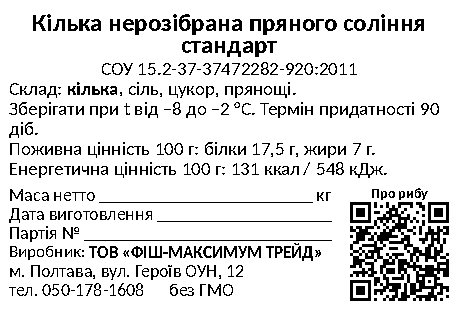 Кілька нерозібрана пряного соління
стандарт
СОУ 15.2-37-37472282-920:2011
Склад: кілька, сіль, цукор, прянощі.
Зберігати при t від –8 до –2 °С. Термін придатності 90
діб.
Поживна цінність 100 г: білки 17,5 г, жири 7 г.
Енергетична цінність 100 г: 131 ккал / 548 кДж.
Маса нетто ______________________ кг
Про рибу
Дата виготовлення __________________
Партія № __________________________
Виробник: ТОВ «ФІШ-МАКСИМУМ ТРЕЙД»
м. Полтава, вул. Героїв ОУН, 12
тел. 050-178-1608 без ГМО